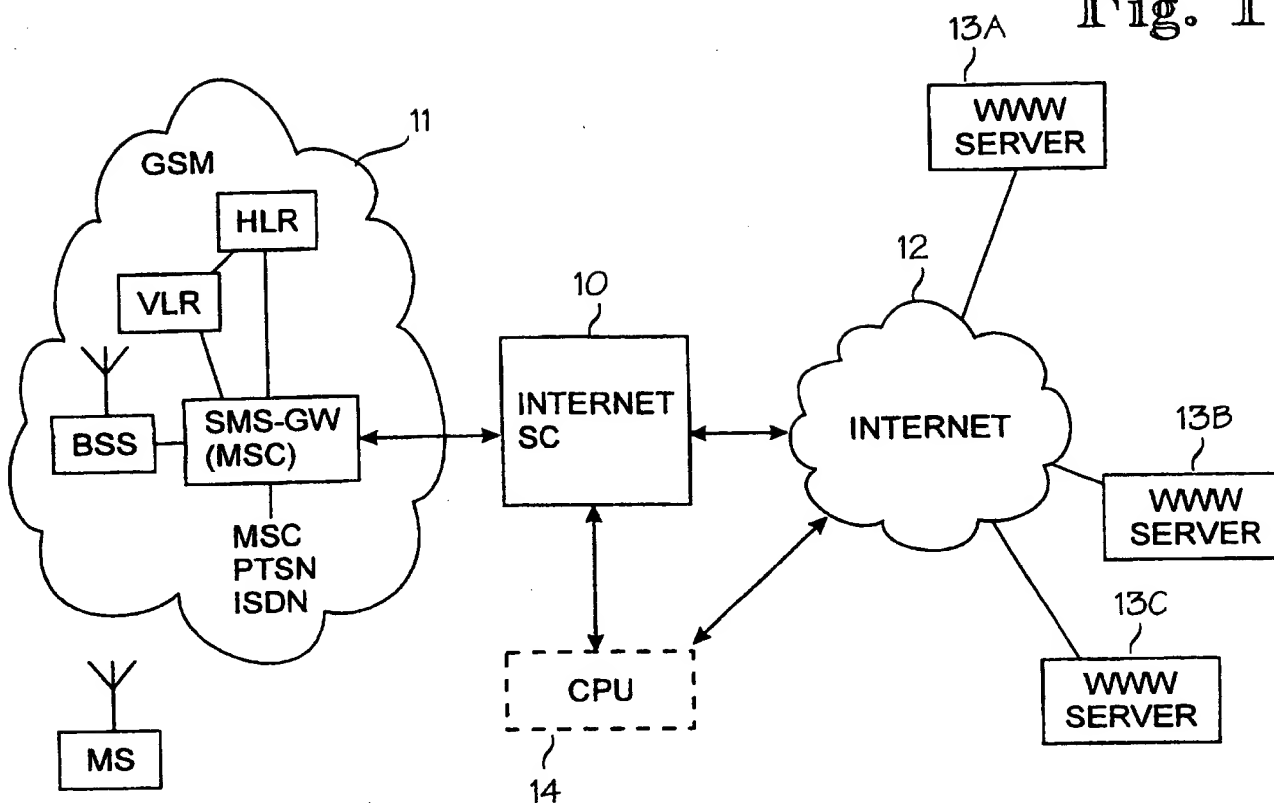 Fig. 1
13A
WWW
SERVER
11
GSM
HLR
VLR
BSS
SMS-GW
(MSC)
MSC
PTSN
ISDN
MS
10
INTERNET
SC
12
INTERNET
13B
WWW
SERVER
13C
WWW
SERVER
CPU
14